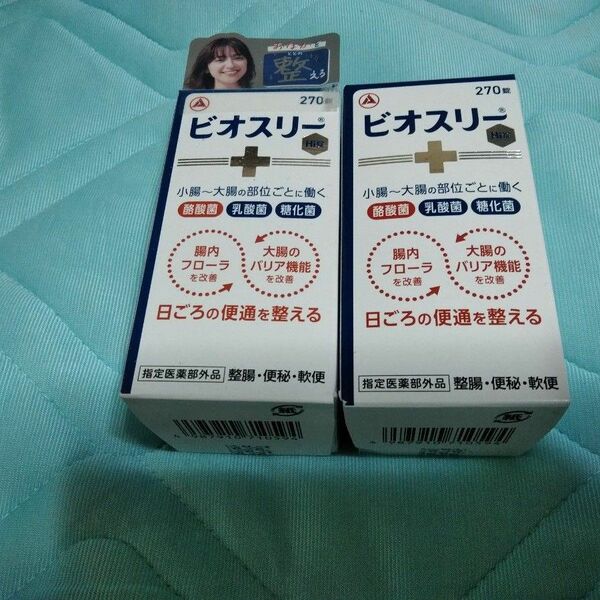 整える
270錠
ビオスリー®
Hi錠
小腸～大腸の部位ごとに働く
酪酸菌 乳酸菌 糖化菌
腸内
フローラ
を改善
大腸の
バリア機能
を改善
日ごろの便通を整える
指定医薬部外品 整腸・便秘・軟便
紙
270錠
ビオスリー®
Hi錠
小腸～大腸の部位ごとに働く
酪酸菌 乳酸菌 糖化菌
腸内
フローラ
を改善
大腸の
バリア機能
を改善
日ごろの便通を整える
指定医薬部外品 整腸・便秘・軟便
紙